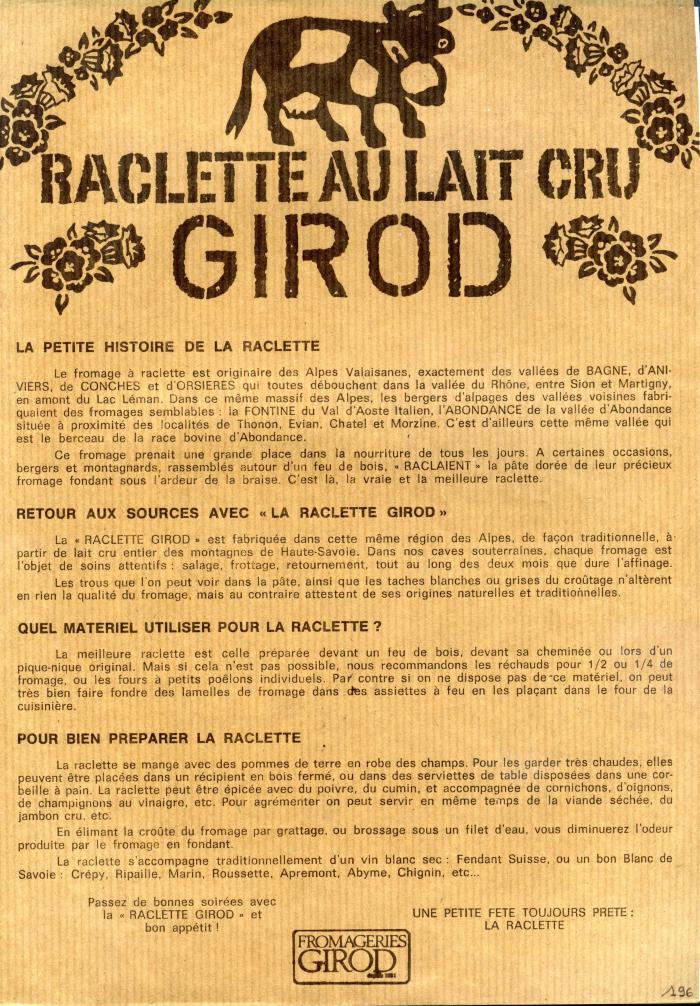 RACLETTE AU LAIT CRU
GIROD
LA PETITE HISTOIRE DE LA RACLETTE
Le fromage à raclette est originaire des Alpes Valaisanes, exactement des vallées de BAGNE, d'ANI-
VIERS, de CONCHES et d'ORSIERES qui toutes débouchent dans la vallée du Rhône, entre Sion et Martigny,
en amont du Lac Léman. Dans ce même massif des Alpes, les bergers d'alpages des vallées voisines fabri-
quaient des fromages semblables : la FONTINE du Val d'Aoste Italien, l'ABONDANCE de la vallée d'Abondance
située à proximité des localités de Thonon, Evian, Chatel et Morzine. C'est d'ailleurs cette même vallée qui
est le berceau de la race bovine d'Abondance.
Ce fromage prenait une grande place dans la nourriture de tous les jours. A certaines occasions,
bergers et montagnards, rassemblés autour d'un feu de bois, « RACLAIENT » la pâte dorée de leur précieux
fromage fondant sous l'ardeur de la braise. C'est là, la vraie et la meilleure raclette.
RETOUR AUX SOURCES AVEC « LA RACLETTE GIROD »
La « RACLETTE GIROD » est fabriquée dans cette même région des Alpes, de façon traditionnelle, à
partir de lait cru entier des montagnes de Haute-Savoie. Dans nos caves souterraines, chaque fromage est
l'objet de soins attentifs : salage, frottage, retournement, tout au long des deux mois que dure l'affinage.
Les trous que l'on peut voir dans la pâte, ainsi que les taches blanches ou grises du croûtage n'altèrent
en rien la qualité du fromage, mais au contraire attestent de ses origines naturelles et traditionnelles.
QUEL MATERIEL UTILISER POUR LA RACLETTE ?
La meilleure raclette est celle préparée devant un feu de bois, devant sa cheminée ou lors d'un
pique-nique original. Mais si cela n'est pas possible, nous recommandons les réchauds pour 1/2 ou 1/4 de
fromage, ou les fours à petits poêlons individuels. Par contre si on ne dispose pas de ce matériel, on peut
très bien faire fondre des lamelles de fromage dans des assiettes à feu en les plaçant dans le four de la
cuisinière.
POUR BIEN PREPARER LA RACLETTE
La raclette se mange avec des pommes de terre en robe des champs. Pour les garder très chaudes, elles
peuvent être placées dans un récipient en bois fermé, ou dans des serviettes de table disposées dans une cor-
beille à pain. La raclette peut être épicée avec du poivre, du cumin, et accompagnée de cornichons, d'oignons,
de champignons au vinaigre, etc. Pour agrémenter on peut servir en même temps de la viande séchée, du
jambon cru, etc.
En élimant la croûte du fromage par grattage, ou brossage sous un filet d'eau, vous diminuerez l'odeur
produite par le fromage en fondant.
La raclette s'accompagne traditionnellement d'un vin blanc sec : Fendant Suisse, ou un bon Blanc de
Savoie : Crépy, Ripaille, Marin, Roussette, Apremont, Abyme, Chignin, etc...
Passez de bonnes soirées avec
la « RACLETTE GIROD » et
bon appétit !
UNE PETITE FETE TOUJOURS PRETE :
LA RACLETTE
FROMAGERIES
GIROD
196